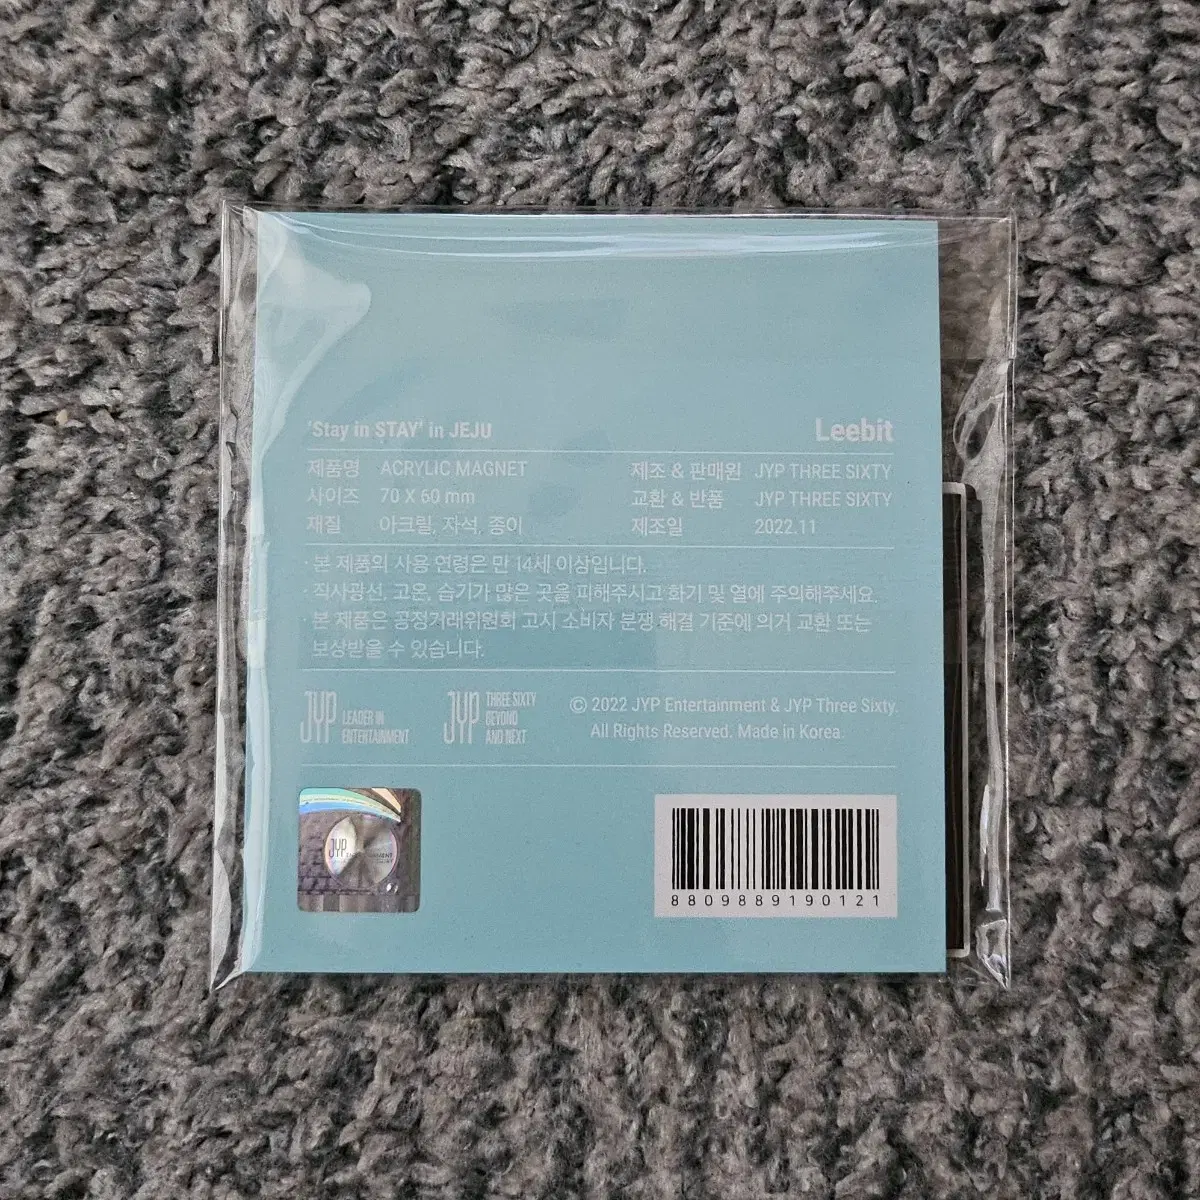 'Stay in STAY' in JEJU Leebit
제품명 ACRYLIC MAGNET 제조 & 판매원 JYP THREE SIXTY
사이즈 70 X 60 mm 교환 & 반품 JYP THREE SIXTY
재질 아크릴, 자석, 종이 제조일 2022.11
· 본 제품의 사용 연령은 만 14세 이상입니다.
· 직사광선, 고온, 습기가 많은 곳을 피해주시고 화기 및 열에 주의해주세요.
· 본 제품은 공정거래위원회 고시 소비자 분쟁 해결 기준에 의거 교환 또는
보상받을 수 있습니다.
JYP LEADER IN ENTERTAINMENT
JYP THREE SIXTY BEYOND AND NEXT
© 2022 JYP Entertainment & JYP Three Sixty.
All Rights Reserved. Made in Korea.
JYP
8809889190121